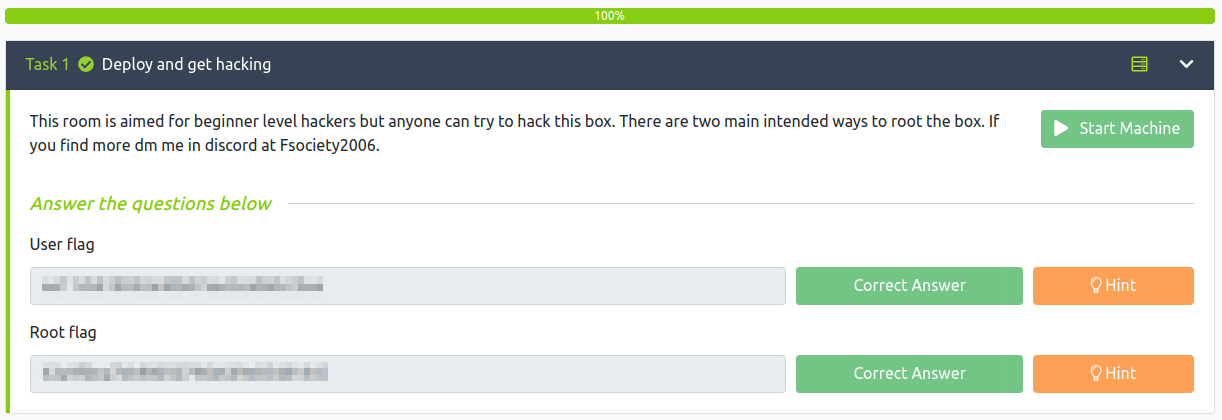 100%
Task 1 Deploy and get hacking
This room is aimed for beginner level hackers but anyone can try to hack this box. There are two main intended ways to root the box. If
you find more dm me in discord at Fsociety2006.
Start Machine
Answer the questions below
User flag
Correct Answer
Hint
Root flag
Correct Answer
Hint